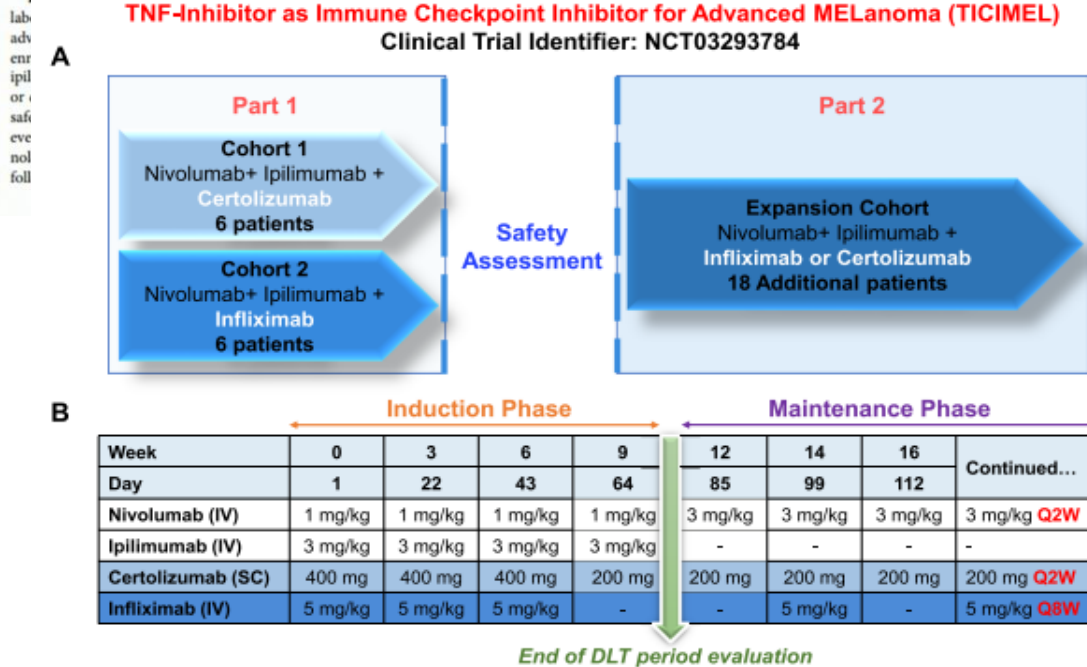 TNF-Inhibitor as Immune Checkpoint Inhibitor for Advanced MELanoma (TICIMEL)
Clinical Trial Identifier: NCT03293784
A
Part 1
Cohort 1
Nivolumab+ Ipilimumab +
Certolizumab
6 patients
Cohort 2
Nivolumab+ Ipilimumab +
Infliximab
6 patients
Safety
Assessment
Part 2
Expansion Cohort
Nivolumab+ Ipilimumab +
Infliximab or Certolizumab
18 Additional patients
B
Induction Phase Maintenance Phase
Week 0 3 6 9 12 14 16 Continued...
Day 1 22 43 64 85 99 112
Nivolumab (IV) 1 mg/kg 1 mg/kg 1 mg/kg 1 mg/kg 3 mg/kg 3 mg/kg 3 mg/kg 3 mg/kg Q2W
Ipilimumab (IV) 3 mg/kg 3 mg/kg 3 mg/kg 3 mg/kg - - - -
Certolizumab (SC) 400 mg 400 mg 400 mg 200 mg 200 mg 200 mg 200 mg 200 mg Q2W
Infliximab (IV) 5 mg/kg 5 mg/kg 5 mg/kg - - 5 mg/kg - 5 mg/kg Q8W
End of DLT period evaluation